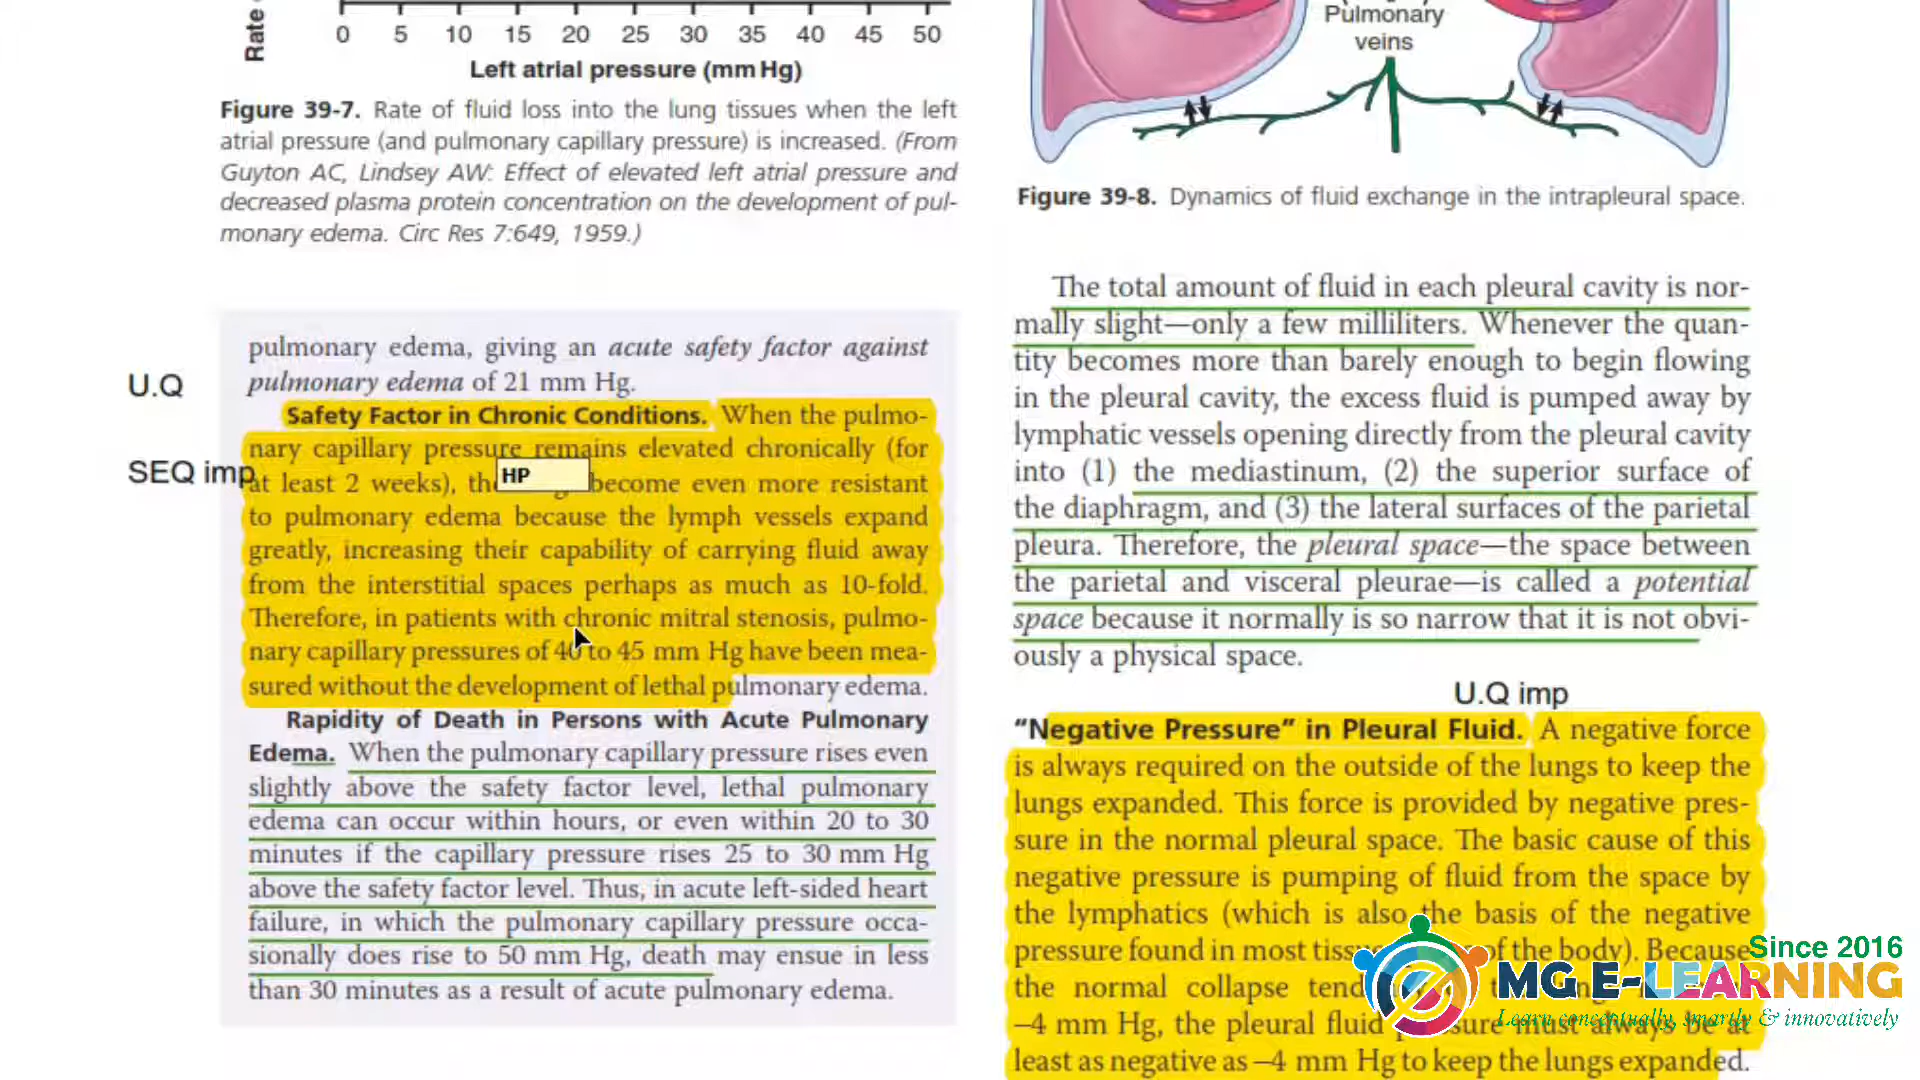 Rate
0 5 10 15 20 25 30 35 40 45 50
Left atrial pressure (mm Hg)
Figure 39-7. Rate of fluid loss into the lung tissues when the left
atrial pressure (and pulmonary capillary pressure) is increased. (From
Guyton AC, Lindsey AW: Effect of elevated left atrial pressure and
decreased plasma protein concentration on the development of pul-
monary edema. Circ Res 7:649, 1959.)
U.Q
SEQ imp
pulmonary edema, giving an acute safety factor against
pulmonary edema of 21 mm Hg.
Safety Factor in Chronic Conditions. When the pulmo-
nary capillary pressure remains elevated chronically (for
at least 2 weeks), become even more resistant
HP
to pulmonary edema because the lymph vessels expand
greatly, increasing their capability of carrying fluid away
from the interstitial spaces perhaps as much as 10-fold.
Therefore, in patients with chronic mitral stenosis, pulmo-
nary capillary pressures of 40 to 45 mm Hg have been mea-
sured without the development of lethal pulmonary edema.
Rapidity of Death in Persons with Acute Pulmonary
Edema. When the pulmonary capillary pressure rises even
slightly above the safety factor level, lethal pulmonary
edema can occur within hours, or even within 20 to 30
minutes if the capillary pressure rises 25 to 30 mm Hg
above the safety factor level. Thus, in acute left-sided heart
failure, in which the pulmonary capillary pressure occa-
sionally does rise to 50 mm Hg, death may ensue in less
than 30 minutes as a result of acute pulmonary edema.
Pulmonary
veins
Figure 39-8. Dynamics of fluid exchange in the intrapleural space.
The total amount of fluid in each pleural cavity is nor-
mally slight—only a few milliliters. Whenever the quan-
tity becomes more than barely enough to begin flowing
in the pleural cavity, the excess fluid is pumped away by
lymphatic vessels opening directly from the pleural cavity
into (1) the mediastinum, (2) the superior surface of
the diaphragm, and (3) the lateral surfaces of the parietal
pleura. Therefore, the pleural space—the space between
the parietal and visceral pleurae—is called a potential
space because it normally is so narrow that it is not obvi-
ously a physical space.
U.Q imp
“Negative Pressure” in Pleural Fluid. A negative force
is always required on the outside of the lungs to keep the
lungs expanded. This force is provided by negative pres-
sure in the normal pleural space. The basic cause of this
negative pressure is pumping of fluid from the space by
the lymphatics (which is also the basis of the negative
pressure found in most of the body). Because
the normal collapse
–4 mm Hg, the pleural fluid must always be at
least as negative as –4 mm Hg to keep the lungs expanded.
Since 2016
MG E-LEARNING
Learn conceptually, smartly & innovatively